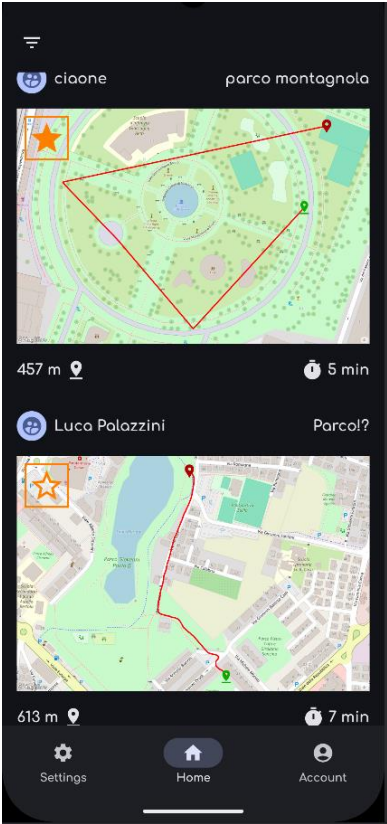 ciaone parco montagnola
457 m 5 min
Luca Palazzini Parco!?
613 m 7 min
Settings Home Account